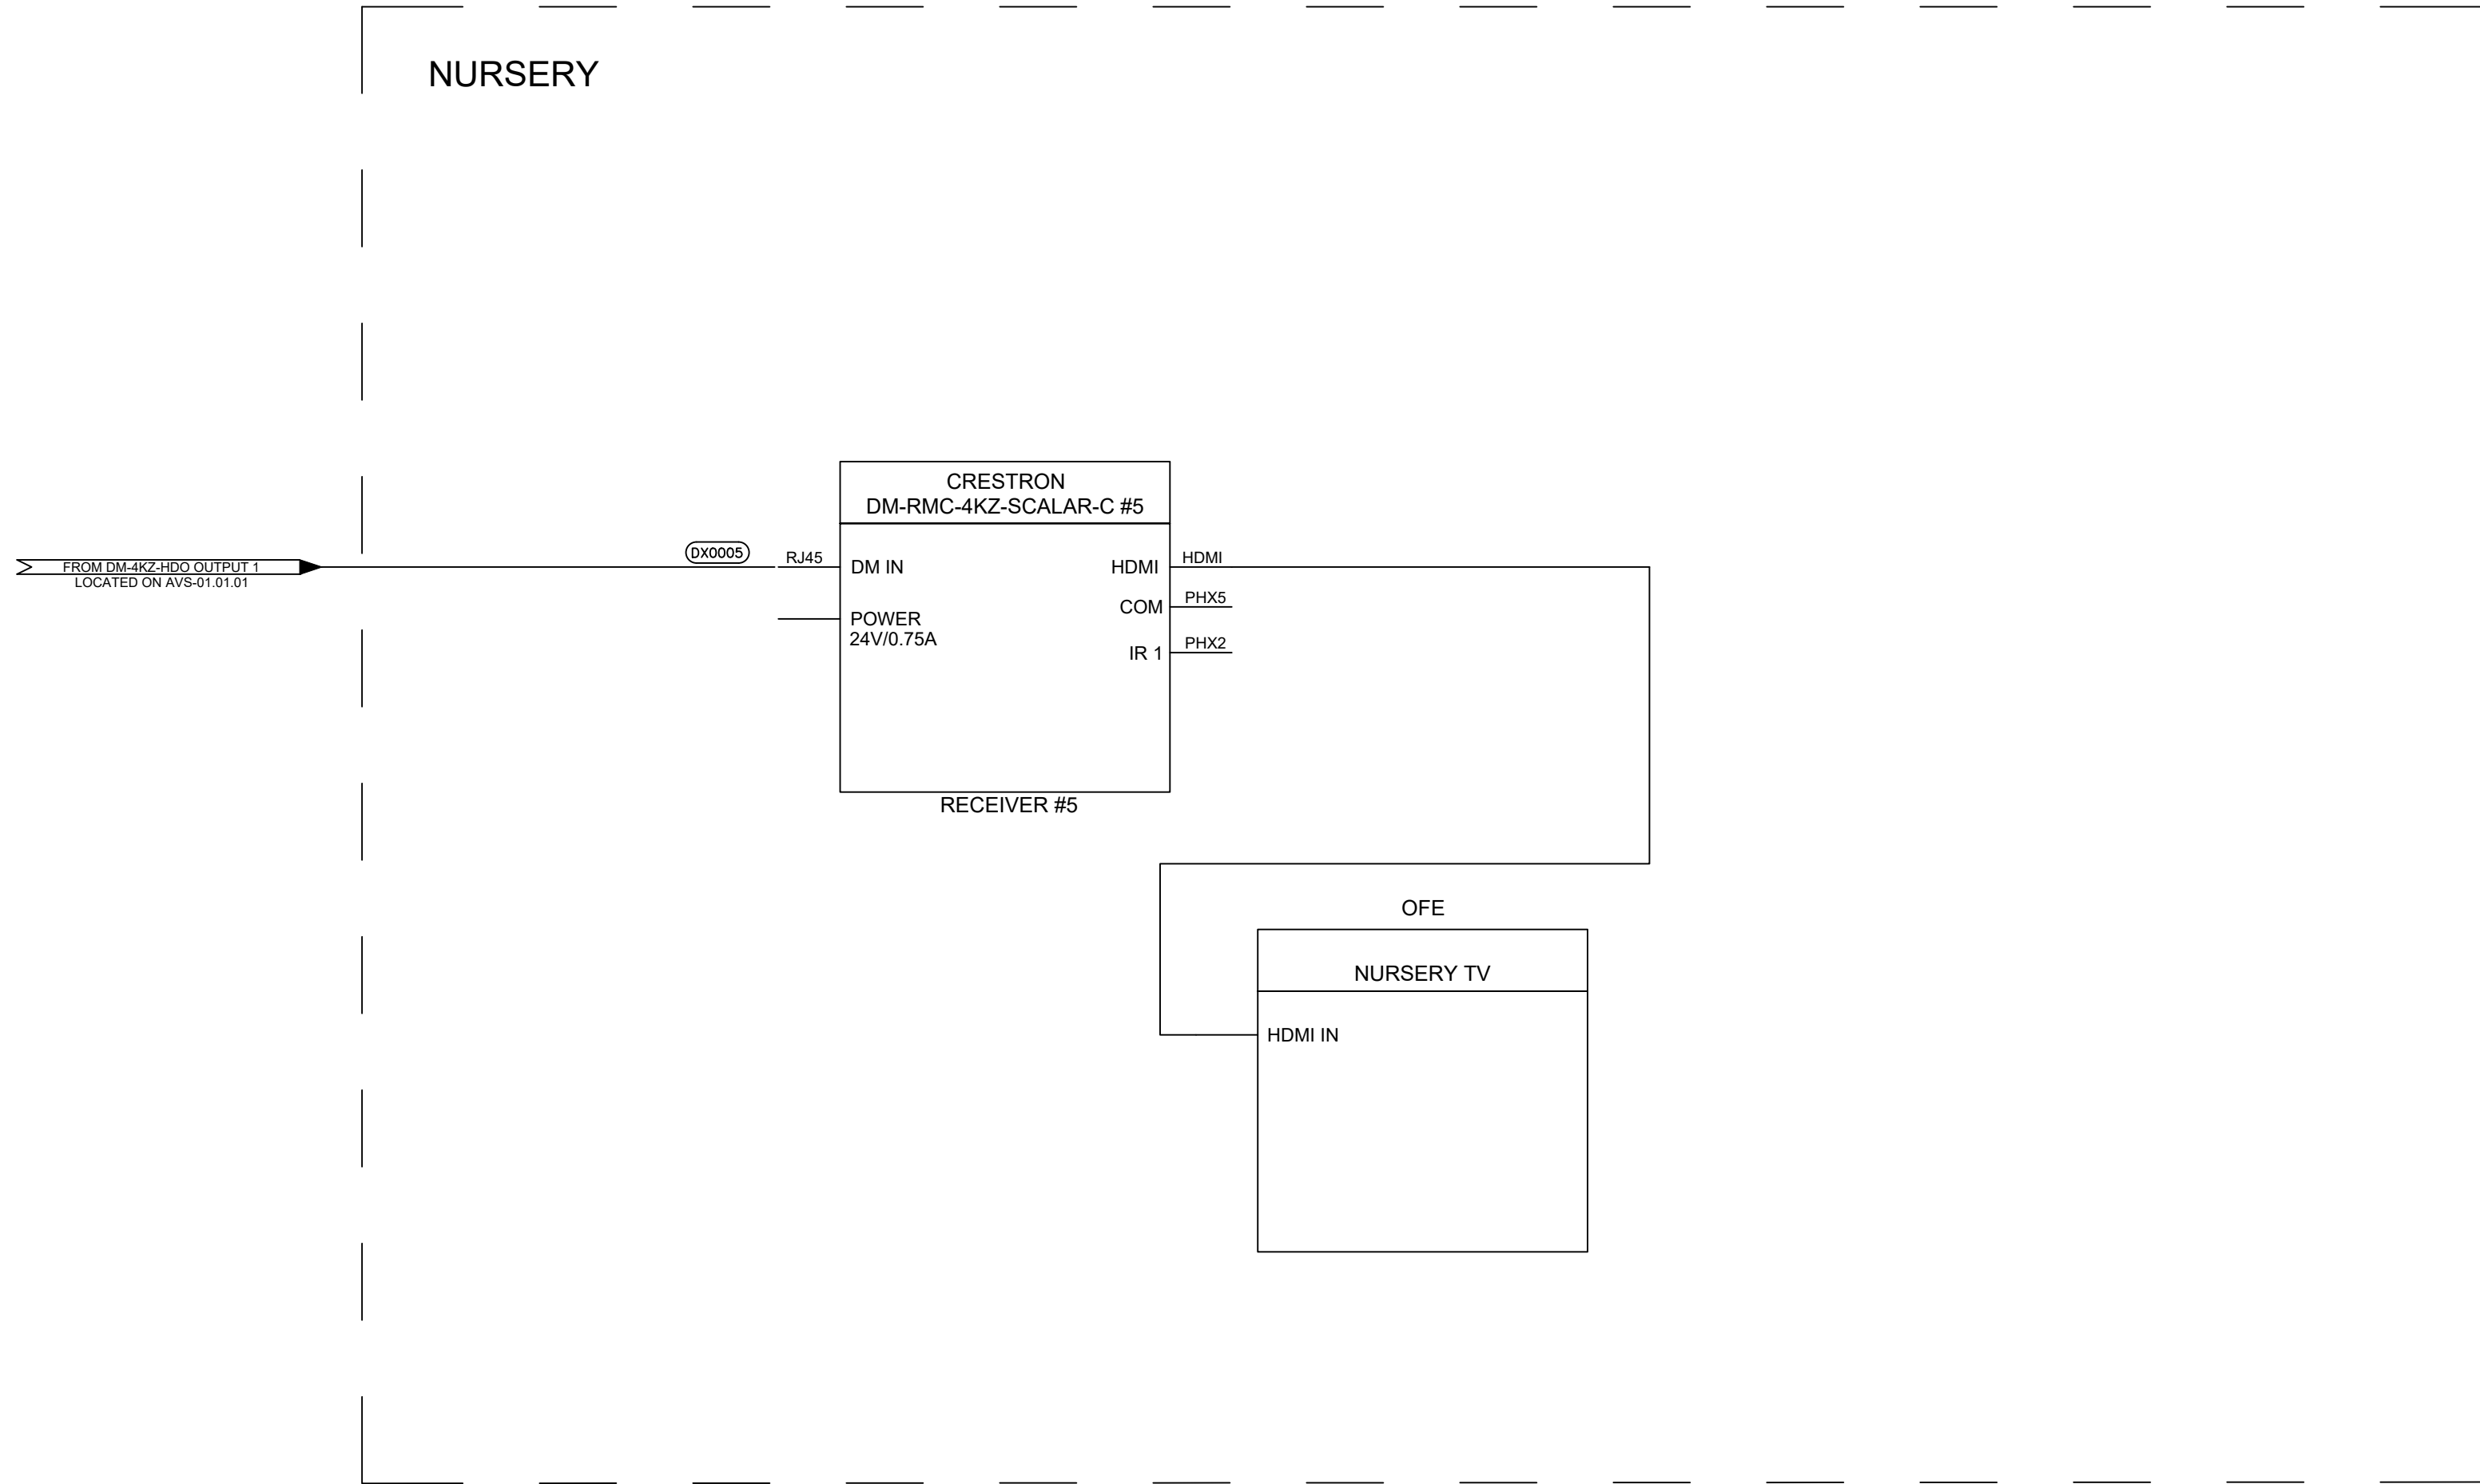 NURSERY
CRESTRON
DM-RMC-4KZ-SCALAR-C #5
DX0005
RJ45
DM IN
HDMI
HDMI
FROM DM-4KZ-HDO OUTPUT 1
LOCATED ON AVS-01.01.01
COM
PHX5
POWER
24V/0.75A
IR 1
PHX2
RECEIVER #5
OFE
NURSERY TV
HDMI IN